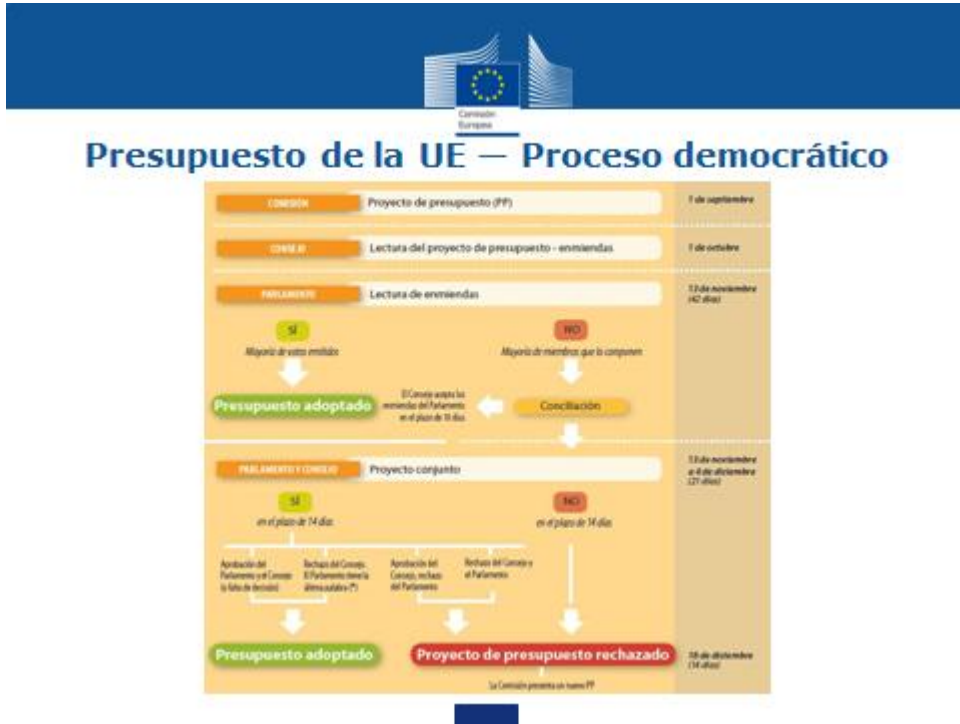 Comisión
Europea
Presupuesto de la UE — Proceso democrático
COMISIÓN
Proyecto de presupuesto (PP)
1 de septiembre
CONSEJO
Lectura del proyecto de presupuesto - enmiendas
1 de octubre
PARLAMENTO
Lectura de enmiendas
13 de noviembre
(42 días)
SÍ
NO
Mayoría de votos emitidos
Mayoría de miembros que lo componen
Presupuesto adoptado
El Consejo acepta las
enmiendas del Parlamento
en el plazo de 10 días
Conciliación
PARLAMENTO Y CONSEJO
Proyecto conjunto
13 de noviembre
a 4 de diciembre
(21 días)
SÍ
NO
en el plazo de 14 días
en el plazo de 14 días
Aprobación del
Parlamento y el Consejo
(o falta de decisión)
Rechazo del Consejo.
El Parlamento tiene la
última palabra (*)
Aprobación del
Consejo, rechazo
del Parlamento
Rechazo del Consejo y
el Parlamento
Presupuesto adoptado
Proyecto de presupuesto rechazado
18 de diciembre
(14 días)
La Comisión presenta un nuevo PP